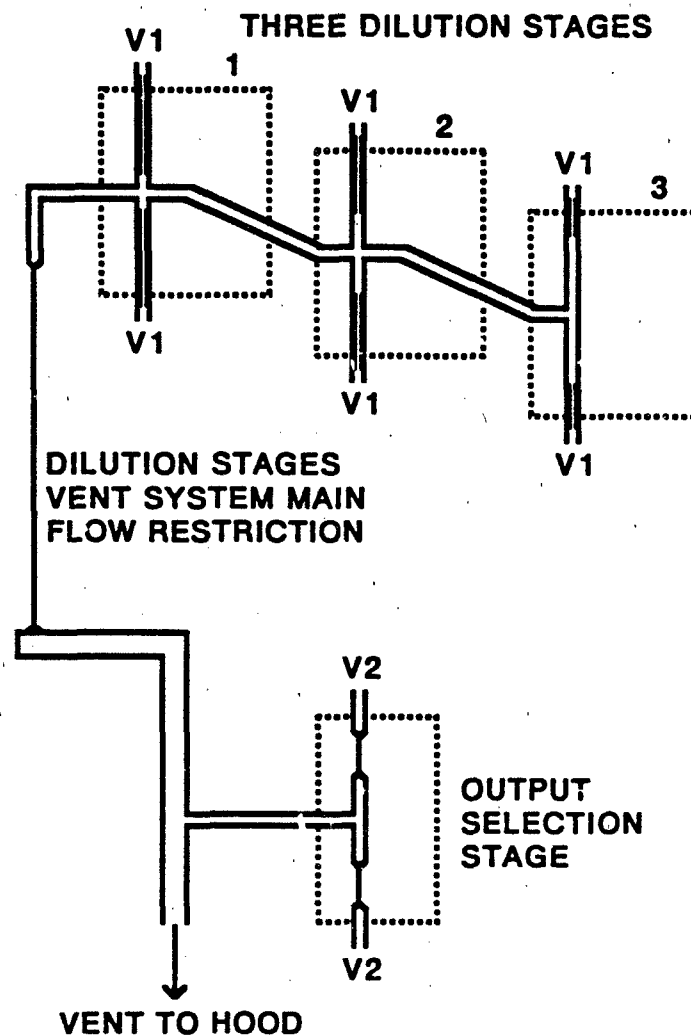 THREE DILUTION STAGES
V1
1
V1
2
V1
3
V1
V1
V1
DILUTION STAGES
VENT SYSTEM MAIN
FLOW RESTRICTION
V2
OUTPUT
SELECTION
STAGE
V2
VENT TO HOOD